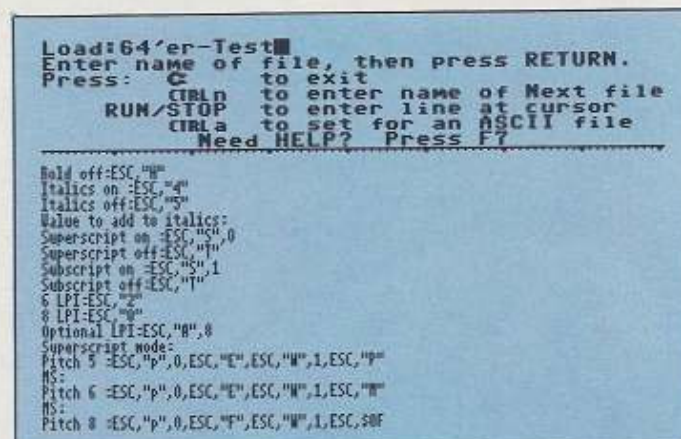 Load:64'er-Test
Enter name of file, then press RETURN.
Press: C= to exit
CTRL n to enter name of Next file
RUN/STOP to enter line at cursor
CTRL a to set for an ASCII file
Need HELP? Press F7
Bold off:ESC,"H"
Italics on :ESC,"4"
Italics off:ESC,"5"
Value to add to italics:
Superscript on :ESC,"S",0
Superscript off:ESC,"T"
Subscript on :ESC,"S",1
Subscript off:ESC,"T"
6 LPI:ESC,"2"
8 LPI:ESC,"0"
Optional LPI:ESC,"A",8
Superscript mode:
Pitch 5 :ESC,"p",0,ESC,"E",ESC,"W",1,ESC,"P"
MS:
Pitch 6 :ESC,"p",0,ESC,"E",ESC,"W",1,ESC,"M"
MS:
Pitch 8 :ESC,"p",0,ESC,"F",ESC,"W",1,ESC,$0F